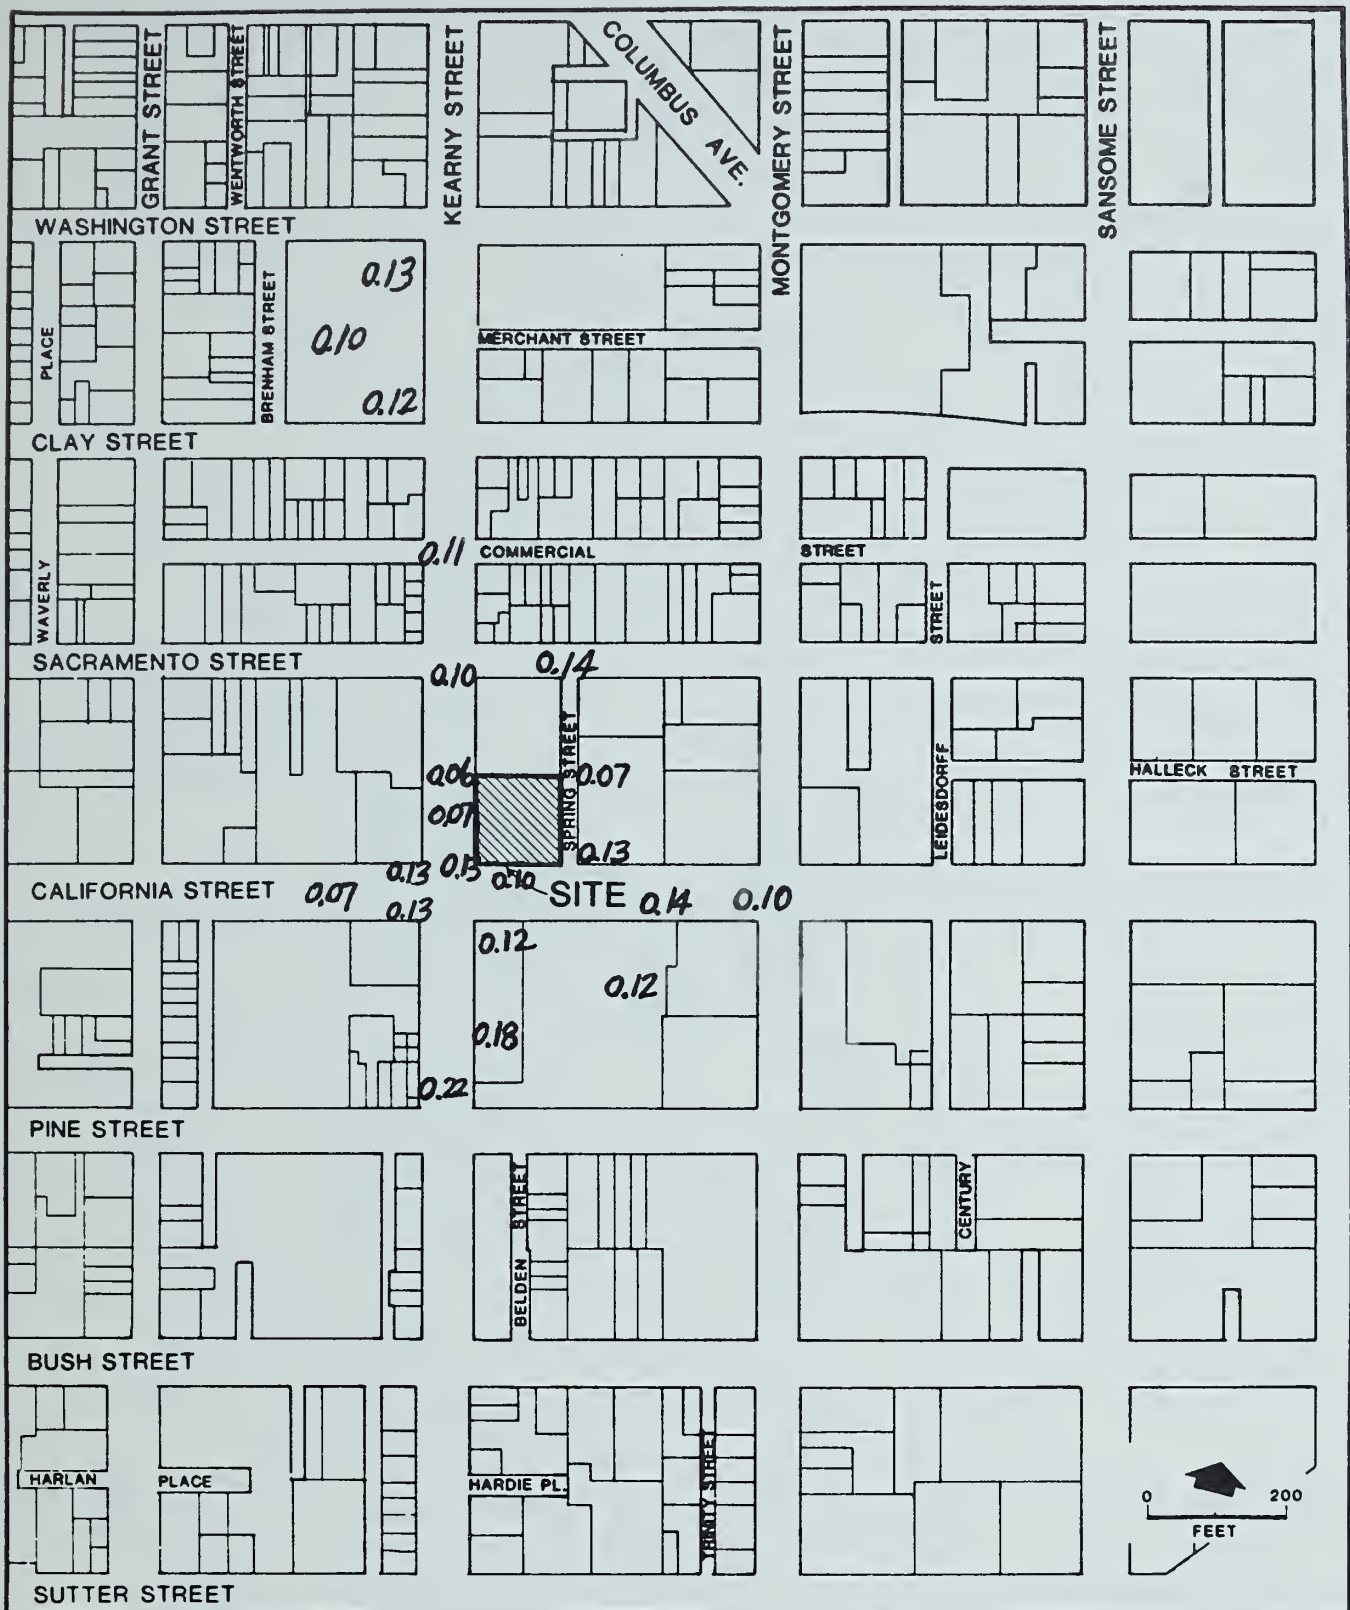 GRANT STREET
WENTWORTH STREET
KEARNY STREET
COLUMBUS AVE.
MONTGOMERY STREET
SANSOME STREET
WASHINGTON STREET
PLACE
BRENHAM STREET
0.13
0.10
0.12
MERCHANT STREET
CLAY STREET
WAVERLY
0.11
COMMERCIAL
STREET
STREET
SACRAMENTO STREET
0.10
0.14
SPRING STREET
0.06
0.07
0.07
LEIDESDORFF
HALLECK STREET
0.13
0.13
0.13
0.10
CALIFORNIA STREET
0.07
0.13
SITE
0.14
0.10
0.12
0.12
0.18
0.22
PINE STREET
BELDEN STREET
CENTURY
BUSH STREET
HARLAN
PLACE
HARDIE PL.
TRINITY STREET
0
200
FEET
SUTTER STREET